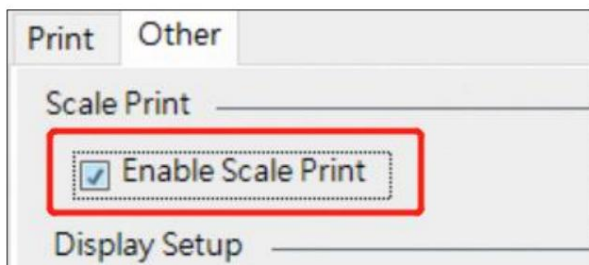 Print Other
Scale Print
Enable Scale Print
Display Setup